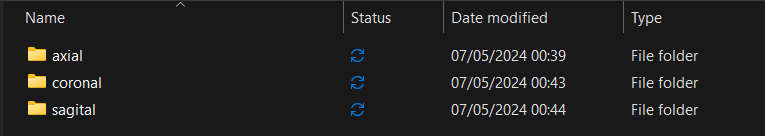 Name Status Date modified Type
axial 07/05/2024 00:39 File folder
coronal 07/05/2024 00:43 File folder
sagital 07/05/2024 00:44 File folder